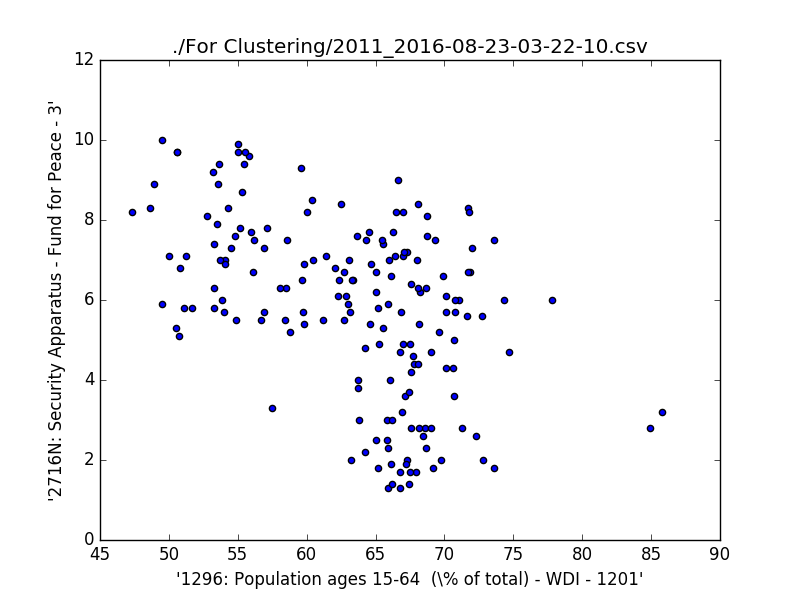 ./For Clustering/2011_2016-08-23-03-22-10.csv
'2716N: Security Apparatus - Fund for Peace - 3'
12
10
8
6
4
2
0
45 50 55 60 65 70 75 80 85 90
'1296: Population ages 15-64  (\% of total) - WDI - 1201'